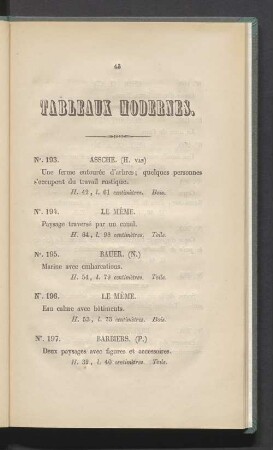 43
TABLEAUX MODERNES.
N°. 193. ASSCHE. (H. VAN)
Une ferme entourée d'arbres; quelques personnes
s'occupent du travail rustique.
H. 42, l. 61 centimètres. Bois.
N°. 194. LE MÊME.
Paysage traversé par un canal.
H. 64, l. 98 centimètres. Toile.
N°. 195. BAUER. (N.)
Marine avec embarcations.
H. 54, l. 74 centimètres. Toile.
N°. 196. LE MÊME.
Eau calme avec bâtiments.
H. 53, l. 73 centimètres. Bois.
N°. 197. BARBIERS. (P.)
Deux paysages avec figures et accessoires.
H. 32, l. 40 centimètres. Toile.